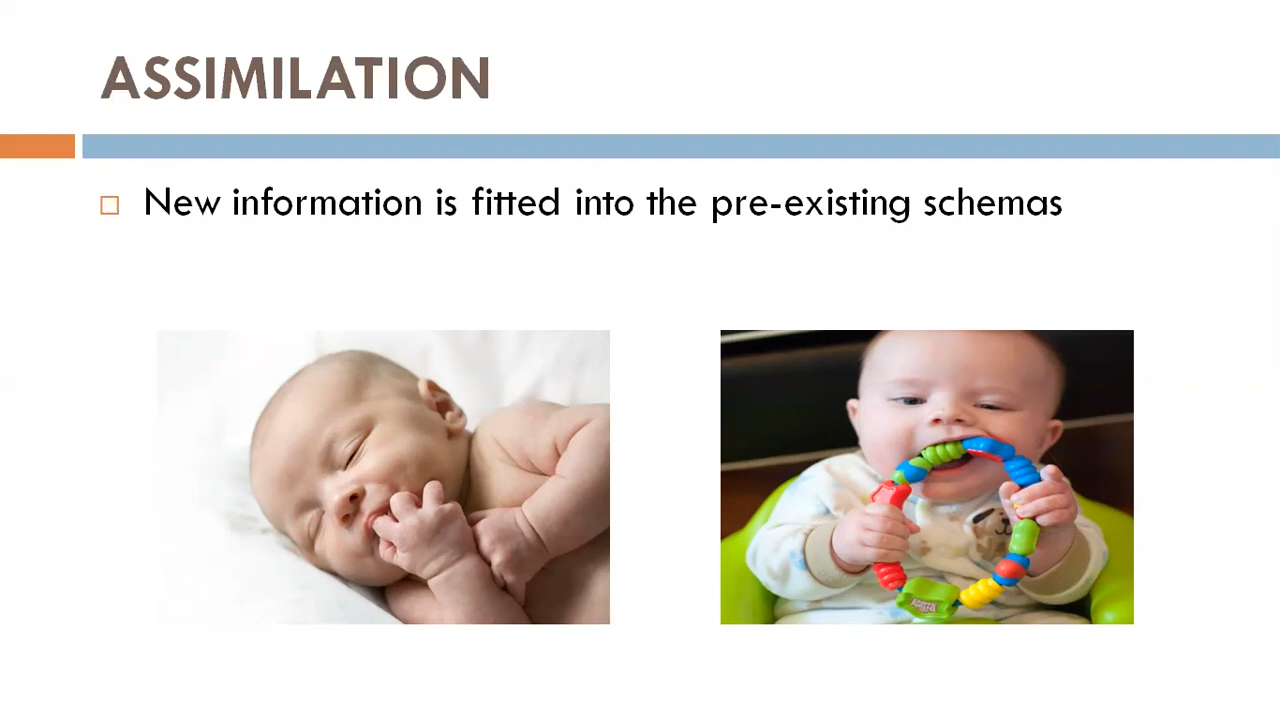 ASSIMILATION
New information is fitted into the pre-existing schemas